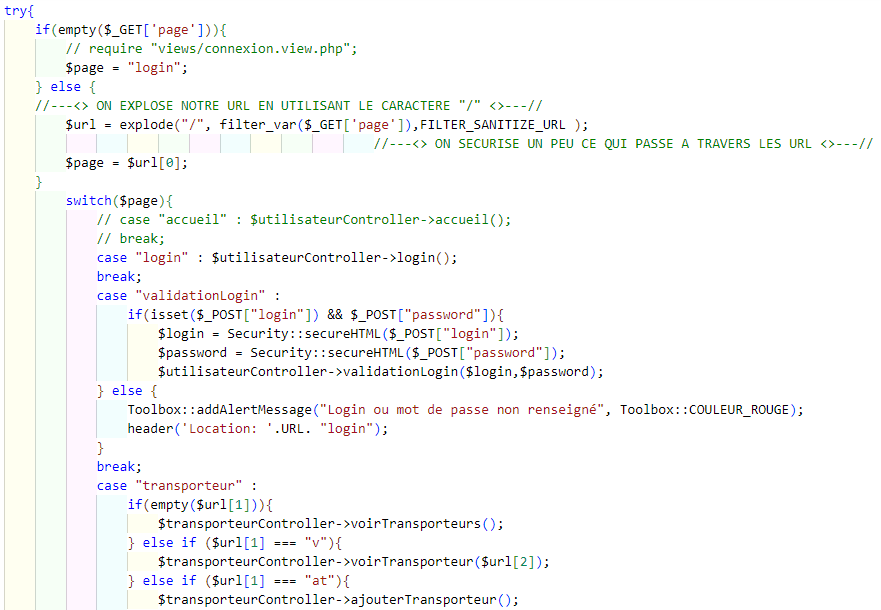 try{
if(empty($_GET['page'])){
// require "views/connexion.view.php";
$page = "login";
} else {
//---<> ON EXPLOSE NOTRE URL EN UTILISANT LE CARACTERE "/" <>---//
$url = explode("/", filter_var($_GET['page']),FILTER_SANITIZE_URL );
//---<> ON SECURISE UN PEU CE QUI PASSE A TRAVERS LES URL <>---//
$page = $url[0];
}
switch($page){
// case "accueil" : $utilisateurController->accueil();
// break;
case "login" : $utilisateurController->login();
break;
case "validationLogin" :
if(isset($_POST["login"]) && $_POST["password"]){
$login = Security::secureHTML($_POST["login"]);
$password = Security::secureHTML($_POST["password"]);
$utilisateurController->validationLogin($login,$password);
} else {
Toolbox::addAlertMessage("Login ou mot de passe non renseigné", Toolbox::COULEUR_ROUGE);
header('Location: '.URL. "login");
}
break;
case "transporteur" :
if(empty($url[1])){
$transporteurController->voirTransporteurs();
} else if ($url[1] === "v"){
$transporteurController->voirTransporteur($url[2]);
} else if ($url[1] === "at"){
$transporteurController->ajouterTransporteur();